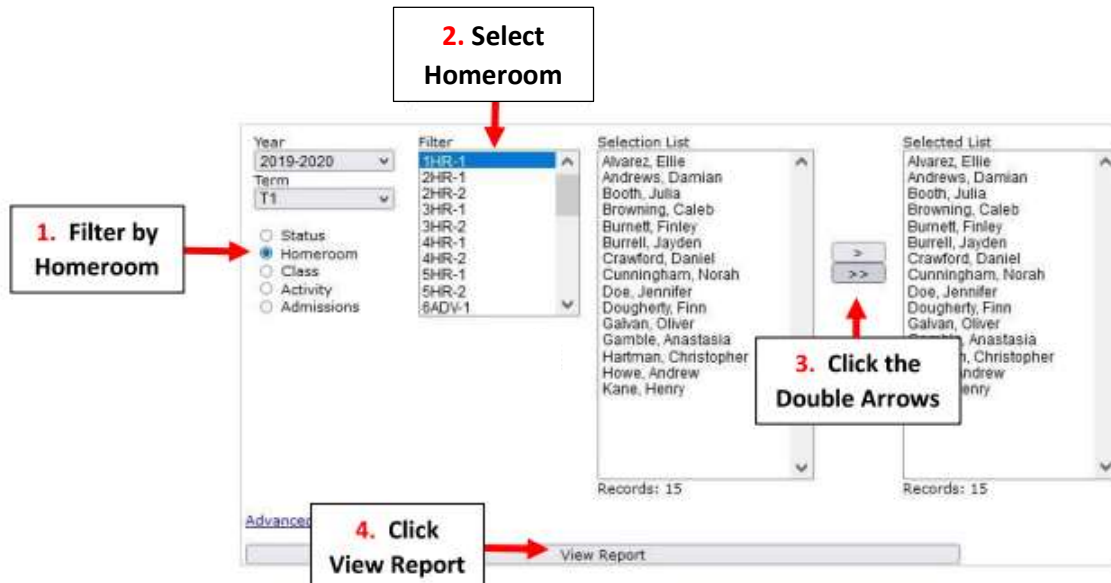 2. Select
Homeroom
Year
2019-2020
Term
T1
1. Filter by
Homeroom
Status
Homeroom
Class
Activity
Admissions
Filter
1HR-1
2HR-1
2HR-2
3HR-1
3HR-2
4HR-1
4HR-2
5HR-1
5HR-2
6ADV-1
Selection List
Alvarez, Ellie
Andrews, Damian
Booth, Julia
Browning, Caleb
Burnett, Finley
Burrell, Jayden
Crawford, Daniel
Cunningham, Norah
Doe, Jennifer
Dougherty, Finn
Galvan, Oliver
Gamble, Anastasia
Hartman, Christopher
Howe, Andrew
Kane, Henry
Records: 15
>
>>
3. Click the
Double Arrows
Selected List
Alvarez, Ellie
Andrews, Damian
Booth, Julia
Browning, Caleb
Burnett, Finley
Burrell, Jayden
Crawford, Daniel
Cunningham, Norah
Doe, Jennifer
Dougherty, Finn
Galvan, Oliver
Anastasia
Christopher
Records: 15
Advanced
4. Click
View Report
View Report